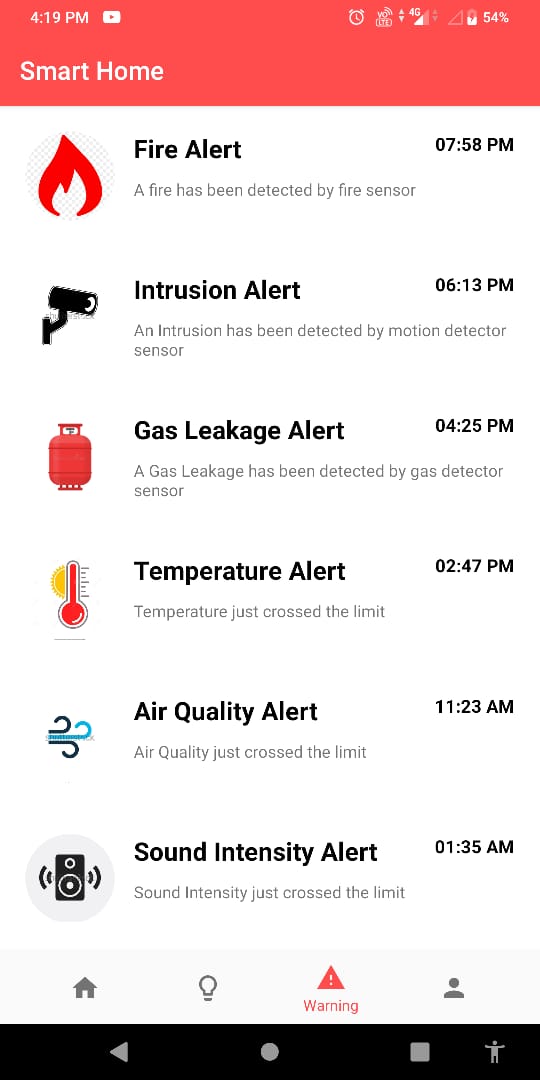 4:19 PM
4G
VO))
LTE
54%
Smart Home
Fire Alert
07:58 PM
A fire has been detected by fire sensor
Intrusion Alert
06:13 PM
An Intrusion has been detected by motion detector
sensor
Gas Leakage Alert
04:25 PM
A Gas Leakage has been detected by gas detector
sensor
Temperature Alert
02:47 PM
Temperature just crossed the limit
Air Quality Alert
11:23 AM
Air Quality just crossed the limit
Sound Intensity Alert
01:35 AM
Sound Intensity just crossed the limit
Warning